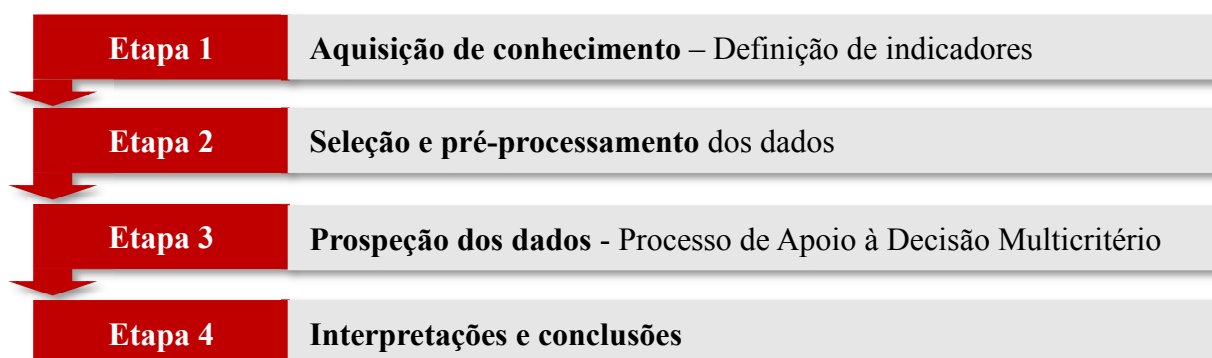 Etapa 1 Aquisição de conhecimento – Definição de indicadores
Etapa 2 Seleção e pré-processamento dos dados
Etapa 3 Prospeção dos dados - Processo de Apoio à Decisão Multicritério
Etapa 4 Interpretações e conclusões